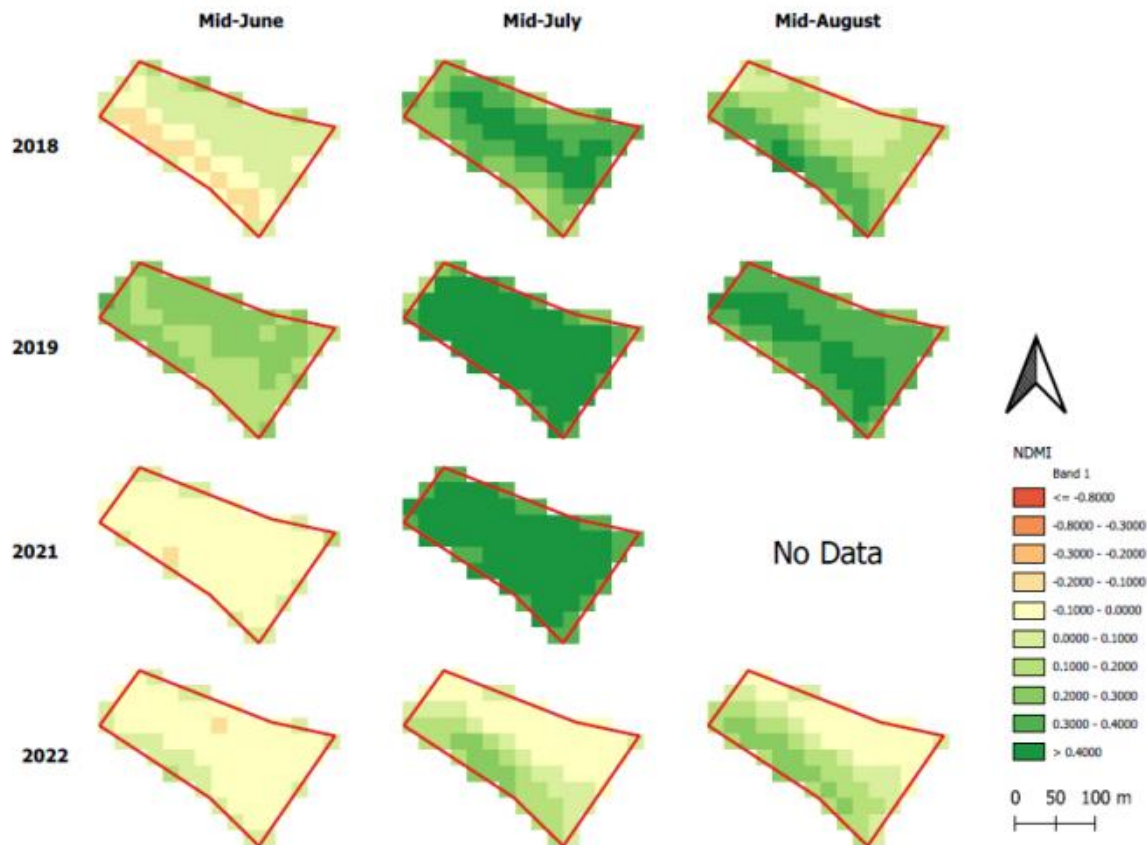 Mid-June Mid-July Mid-August
2018
2019
2021
No Data
2022
NDMI
Band 1
<= -0.8000
-0.8000 - -0.3000
-0.3000 - -0.2000
-0.2000 - -0.1000
-0.1000 - 0.0000
0.0000 - 0.1000
0.1000 - 0.2000
0.2000 - 0.3000
0.3000 - 0.4000
> 0.4000
0 50 100 m